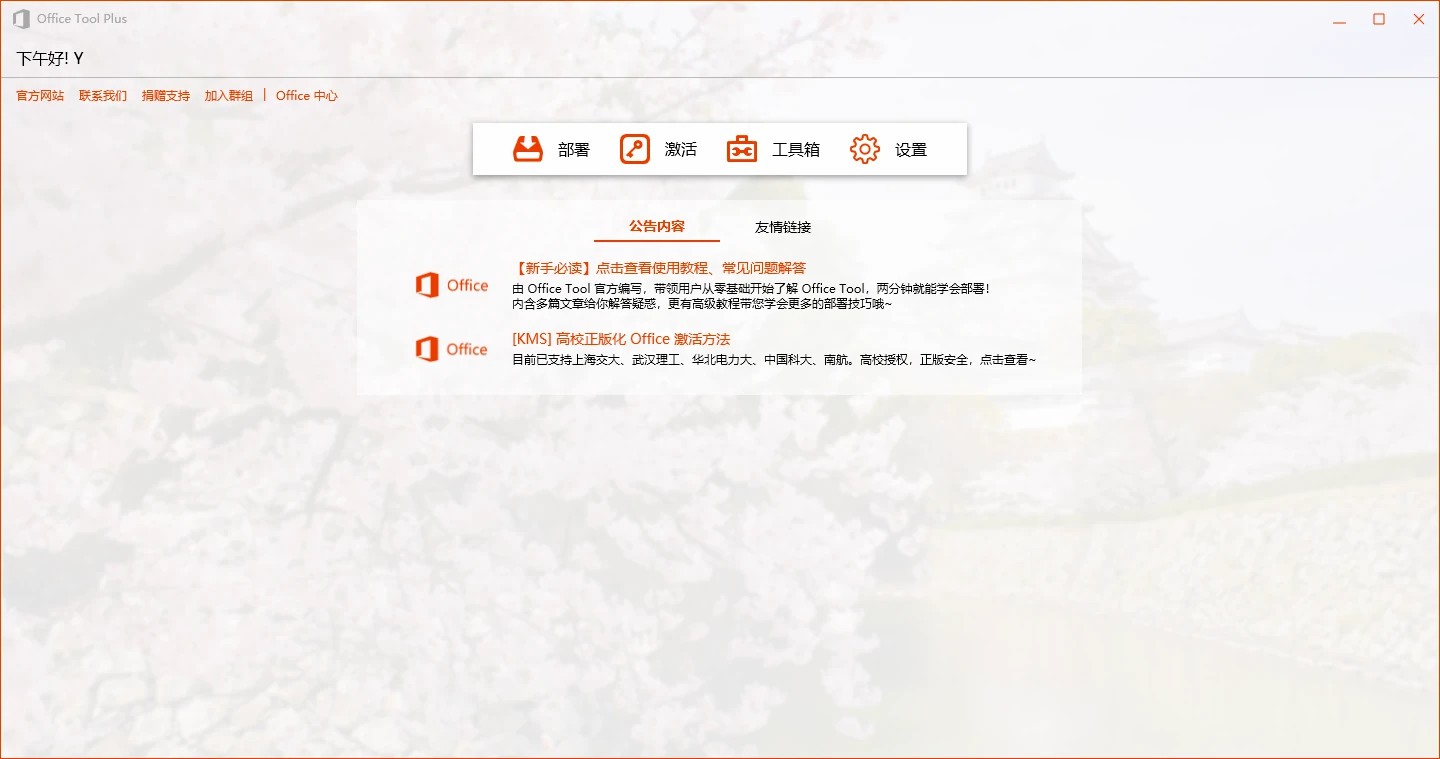 Office Tool Plus
下午好! Y
官方网站 联系我们 捐赠支持 加入群组 | Office 中心
部署 激活 工具箱 设置
公告内容 友情链接
【新手必读】点击查看使用教程、常见问题解答
Office
由 Office Tool 官方编写，带领用户从零基础开始了解 Office Tool，两分钟就能学会部署！
内含多篇文章给你解答疑惑，更有高级教程带您学会更多的部署技巧哦~
[KMS] 高校正版化 Office 激活方法
Office
目前已支持上海交大、武汉理工、华北电力大、中国科大、南航。高校授权，正版安全，点击查看~